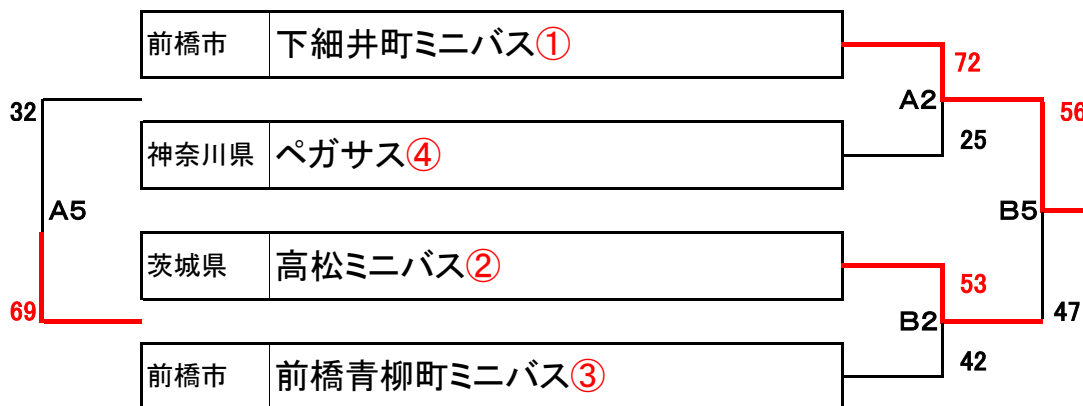 前橋市 下細井町ミニバス①
72
32
A2
56
神奈川県 ペガサス④
25
A5
B5
茨城県 高松ミニバス②
53
69
B2
47
42
前橋市 前橋青柳町ミニバス③